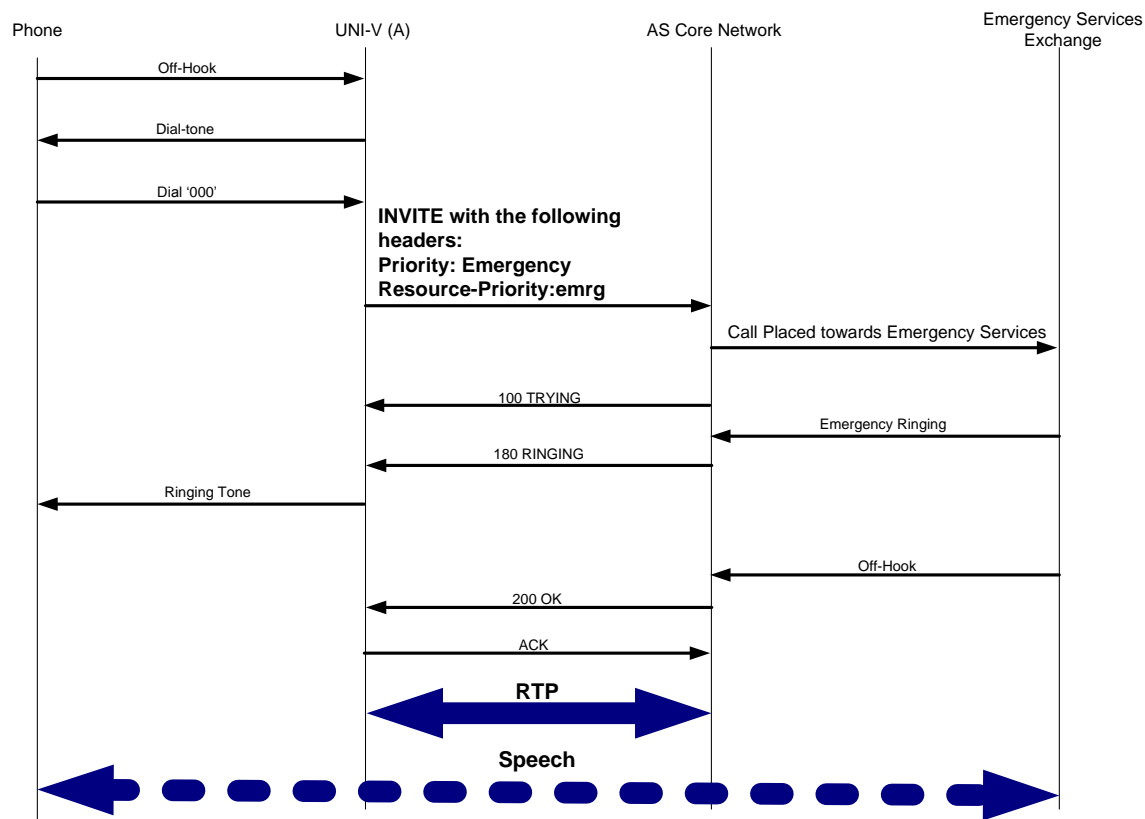 Phone
UNI-V (A)
AS Core Network
Emergency Services
Exchange
Off-Hook
Dial-tone
Dial ‘000’
INVITE with the following
headers:
Priority: Emergency
Resource-Priority:emrg
Call Placed towards Emergency Services
100 TRYING
Emergency Ringing
180 RINGING
Ringing Tone
Off-Hook
200 OK
ACK
RTP
Speech